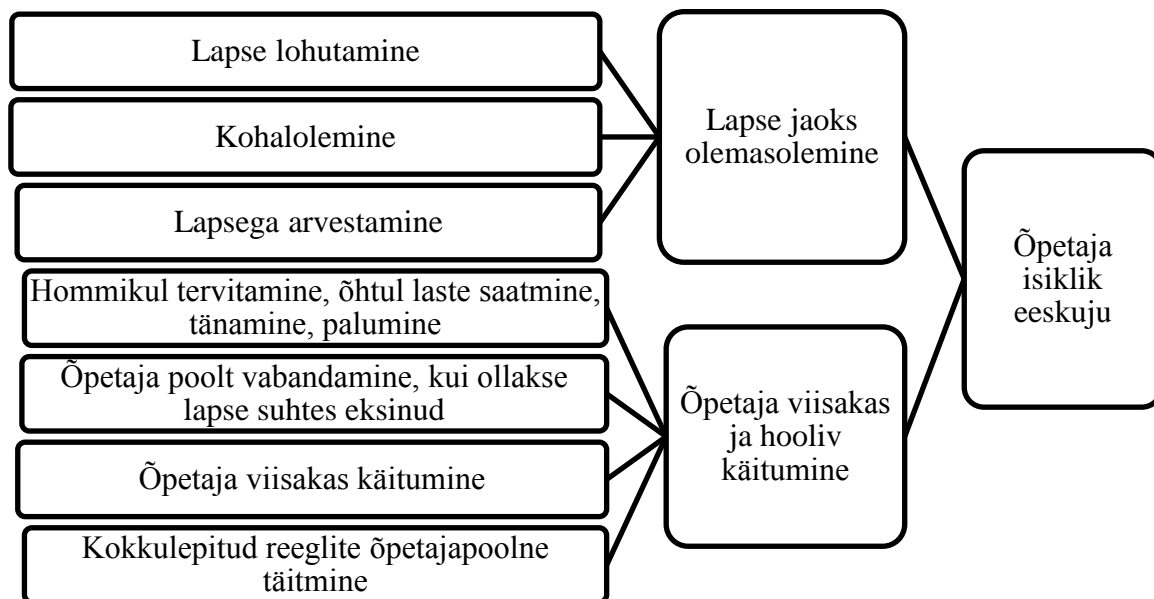 Lapse lohutamine
Kohalolemine
Lapsega arvestamine
Hommikul tervitamine, õhtul laste saatmine,
tänamine, palumine
Õpetaja poolt vabandamine, kui ollakse
lapse suhtes eksinud
Õpetaja viisakas käitumine
Kokkulepitud reeglite õpetajapoolne
täitmine
Lapse jaoks
olemasolemine
Õpetaja viisakas
ja hooliv
käitumine
Õpetaja
isiklik
eeskuju